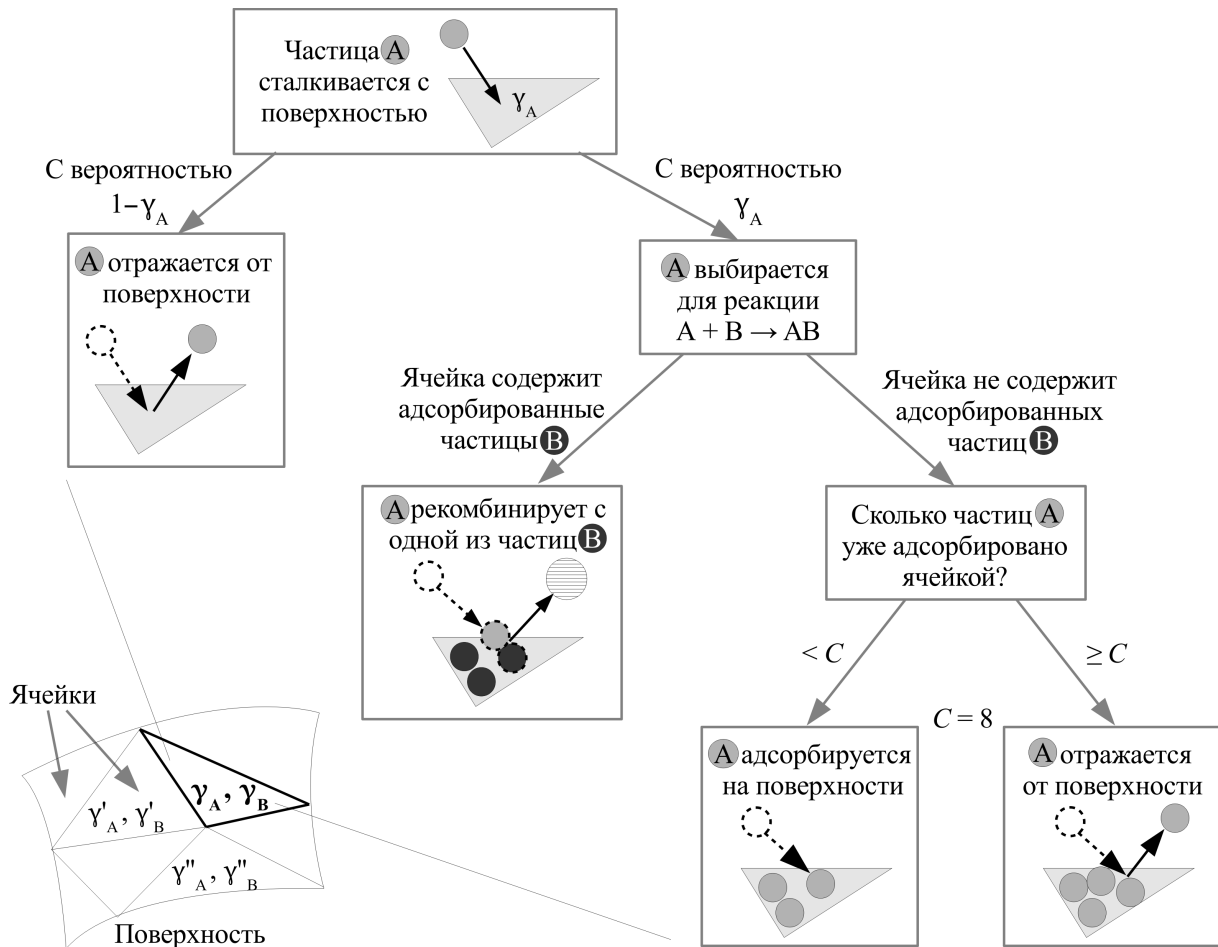 Частица A
сталкивается с
поверхностью
γA
С вероятностью
1−γA
С вероятностью
γA
A отражается от
поверхности
A выбирается
для реакции
A + B → AB
Ячейка содержит
адсорбированные
частицы B
Ячейка не содержит
адсорбированных
частиц B
A рекомбинирует с
одной из частиц B
Сколько частиц A
уже адсорбировано
ячейкой?
< C
≥ C
C = 8
A адсорбируется
на поверхности
A отражается
от поверхности
Ячейки
γA, γB
γ'A, γ'B
γ''A, γ''B
Поверхность